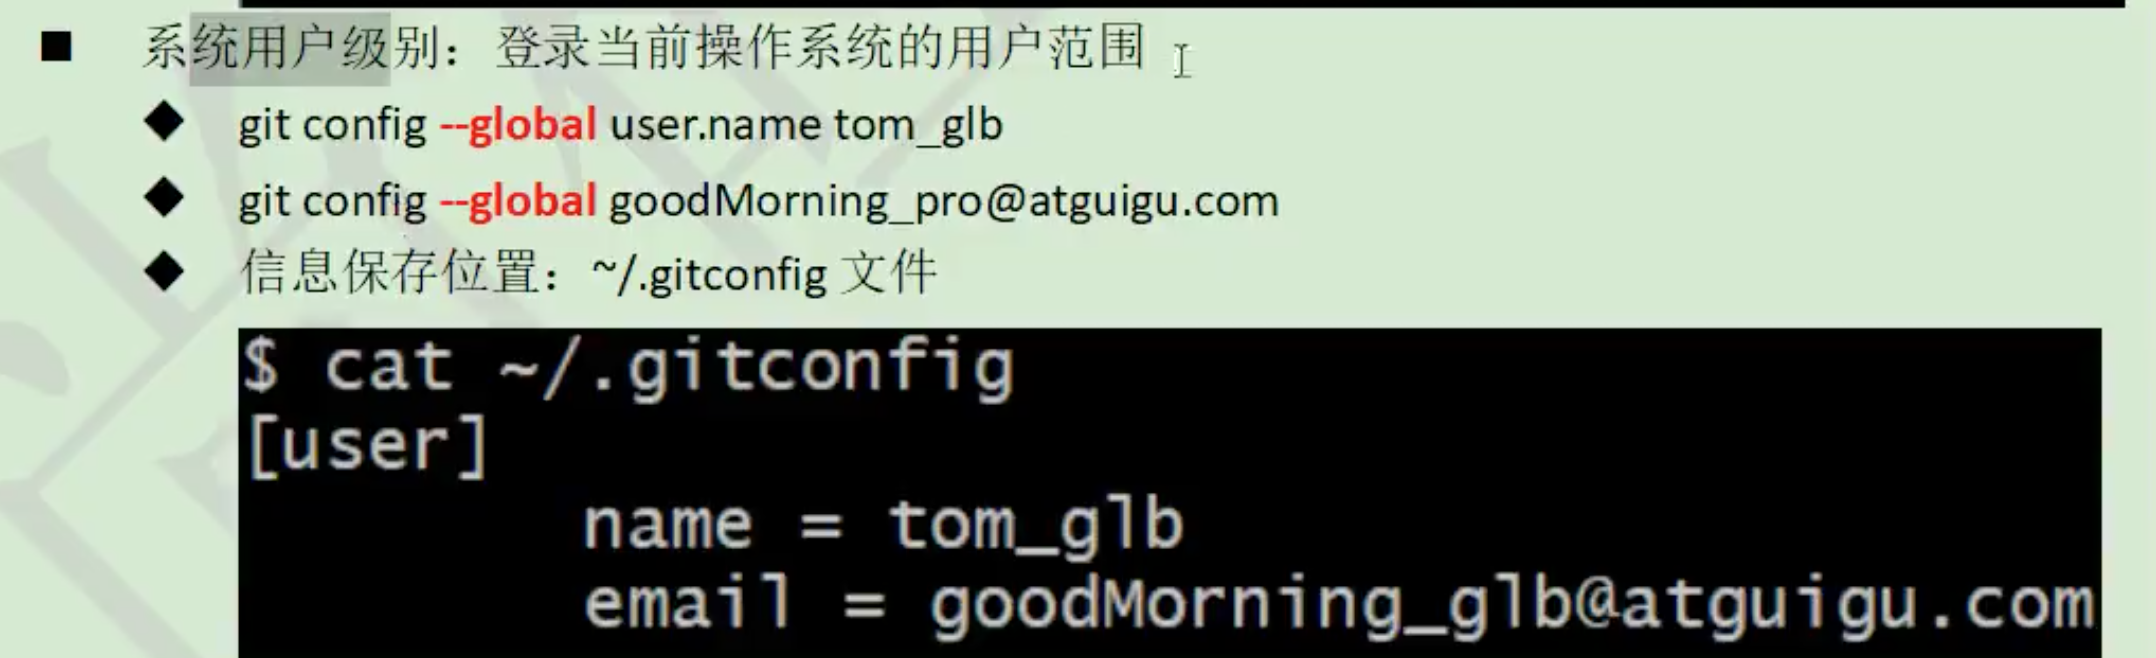 ■ 系统用户级别：登录当前操作系统的用户范围
◆ git config --global user.name tom_glb
◆ git config --global goodMorning_pro@atguigu.com
◆ 信息保存位置：~/.gitconfig 文件
$ cat ~/.gitconfig
[user]
name = tom_glb
email = goodMorning_glb@atguigu.com